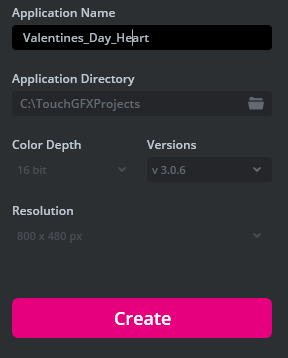 Application Name
Valentines_Day_Heart
Application Directory
C:\TouchGFXProjects
Color Depth
Versions
16 bit
v 3.0.6
Resolution
800 x 480 px
Create